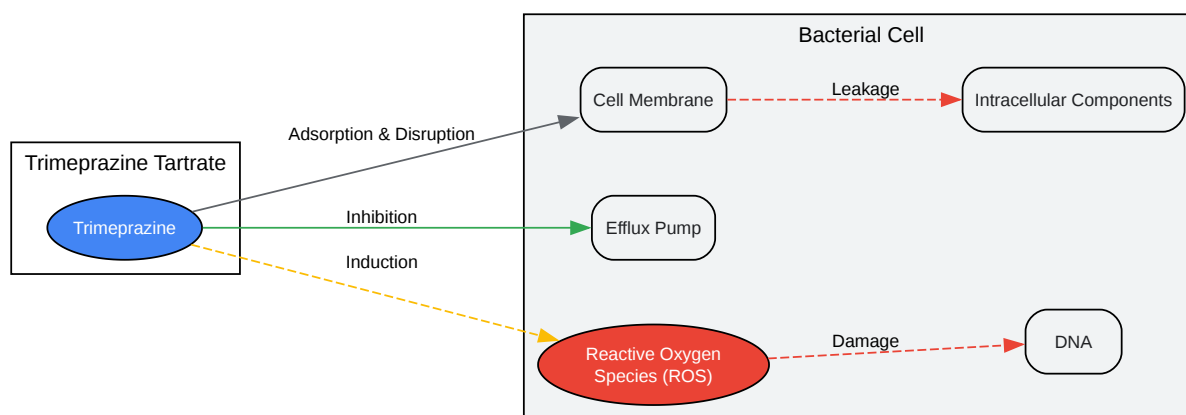 Bacterial Cell
Cell Membrane
Leakage
Intracellular Components
Adsorption & Disruption
Trimeprazine Tartrate
Trimeprazine
Inhibition
Efflux Pump
Induction
Reactive Oxygen
Species (ROS)
Damage
DNA